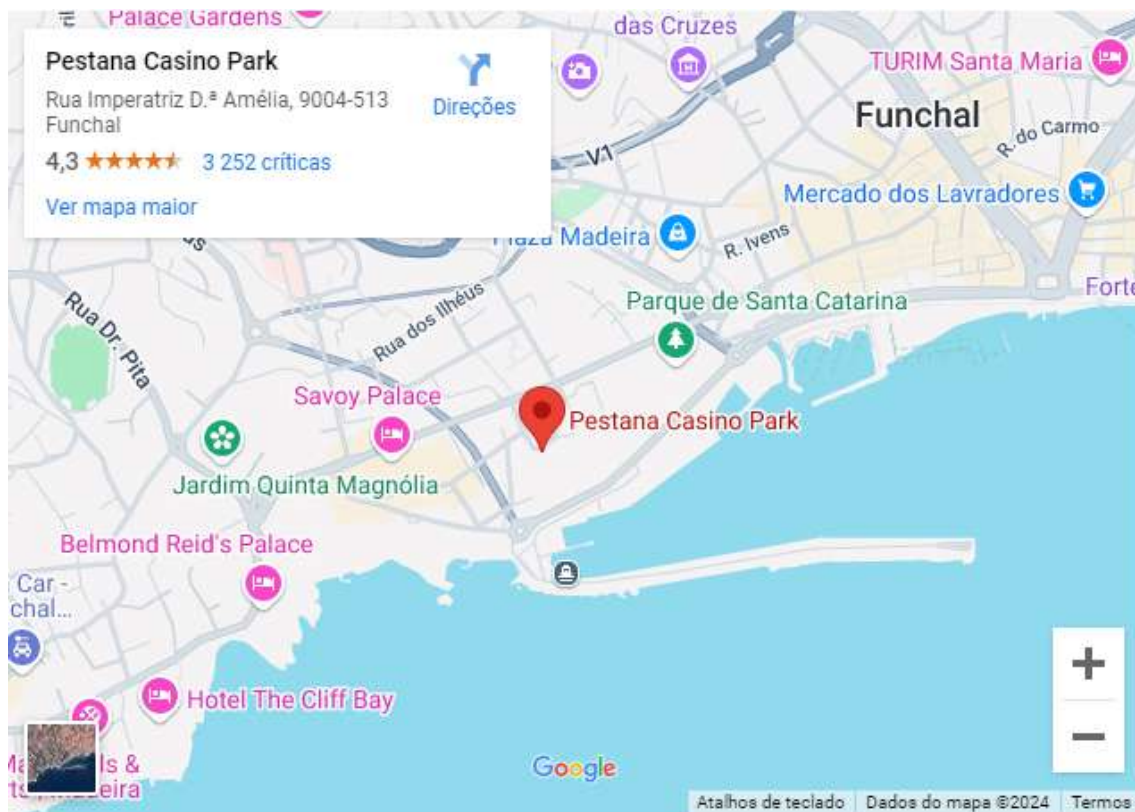 Palace Gardens
Pestana Casino Park
Rua Imperatriz D.ª Amélia, 9004-513
Funchal
4,3
3 252 críticas
Ver mapa maior
Direções
das Cruzes
TURIM Santa Maria
Funchal
R. do Carmo
V1
Mercado dos Lavradores
Plaza Madeira
R. Ivens
Rua dos Ilhéus
Parque de Santa Catarina
Forte
Rua Dr. Pita
Savoy Palace
Pestana Casino Park
Jardim Quinta Magnólia
Belmond Reid's Palace
Car -
Hotel The Cliff Bay
Google
Atalhos de teclado
Dados do mapa ©2024
Termos